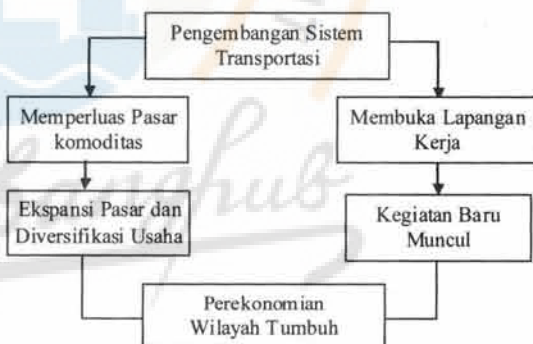 Pengembangan Sistem
Transportasi
Memperluas Pasar
komoditas
Membuka Lapangan
Kerja
Ekspansi Pasar dan
Diversifikasi Usaha
Kegiatan Baru
Muncul
Perekonomian
Wilayah Tumbuh